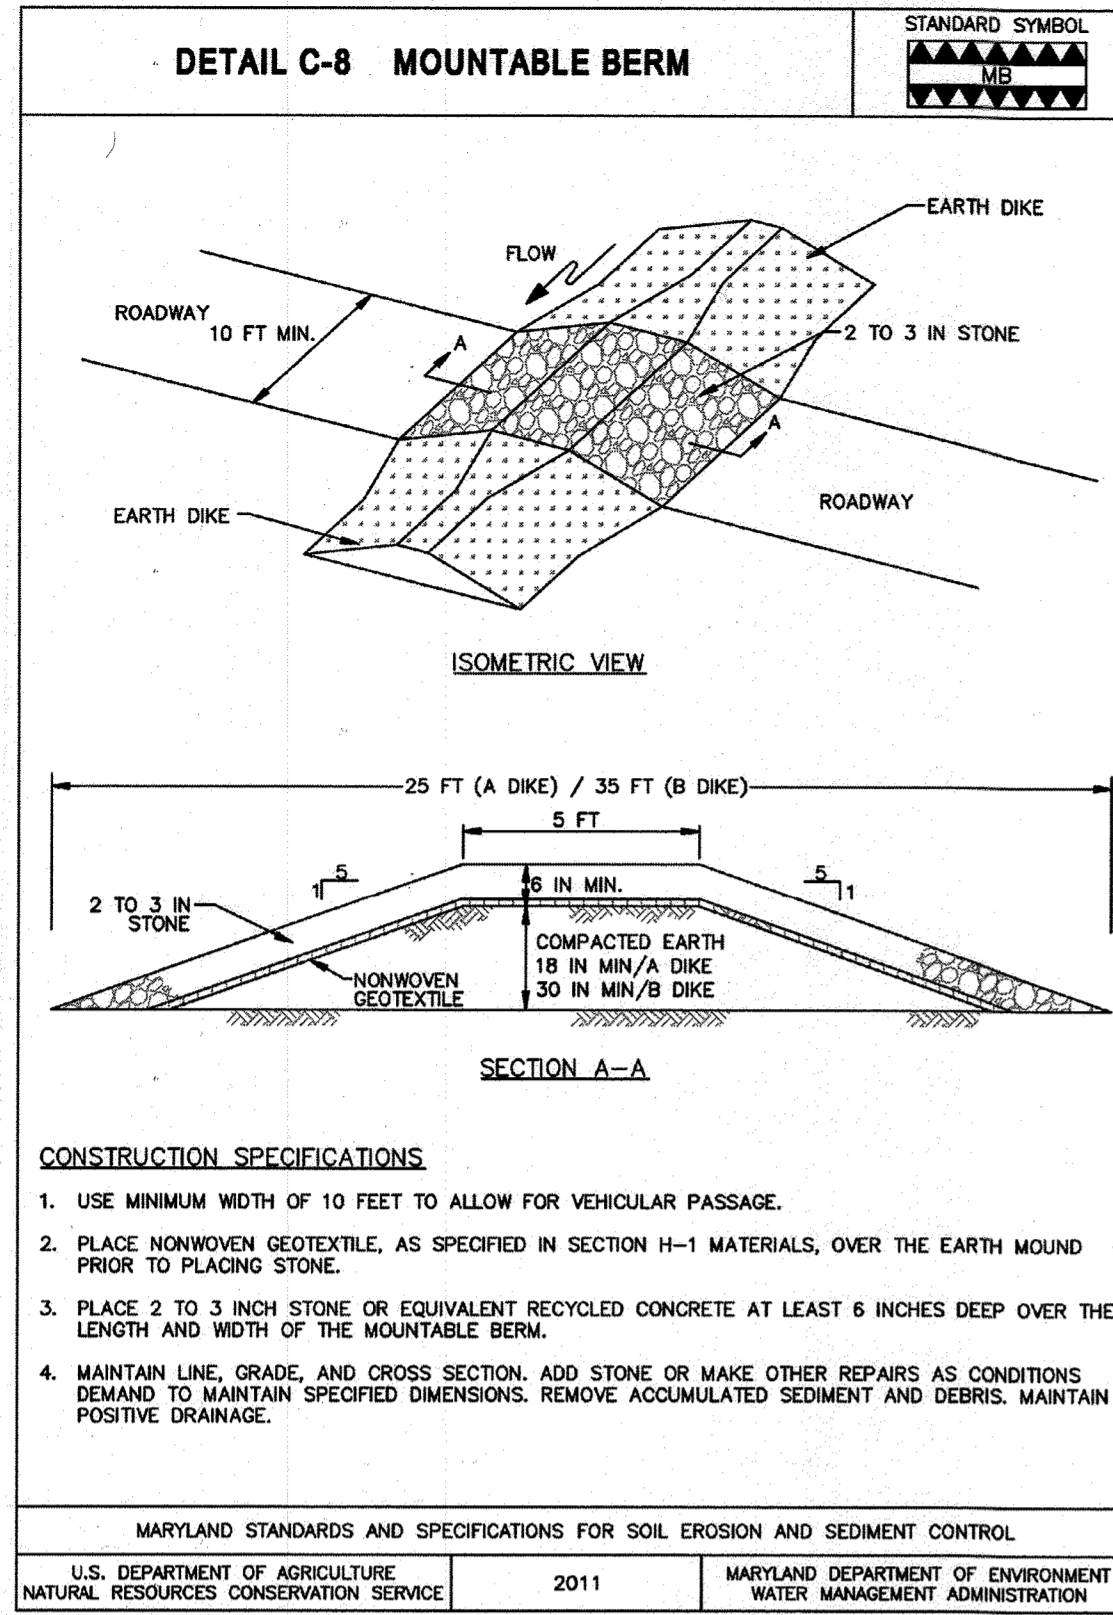 DETAIL C-8 MOUNTABLE BERM
STANDARD SYMBOL
MB
EARTH DIKE
FLOW
ROADWAY
10 FT MIN.
2 TO 3 IN STONE
A
A
ROADWAY
EARTH DIKE
ISOMETRIC VIEW
25 FT (A DIKE) / 35 FT (B DIKE)
5 FT
5
1
5
1
6 IN MIN.
2 TO 3 IN
STONE
COMPACTED EARTH
18 IN MIN/A DIKE
30 IN MIN/B DIKE
NONWOVEN
GEOTEXTILE
SECTION A-A
CONSTRUCTION SPECIFICATIONS
1. USE MINIMUM WIDTH OF 10 FEET TO ALLOW FOR VEHICULAR PASSAGE.
2. PLACE NONWOVEN GEOTEXTILE, AS SPECIFIED IN SECTION H-1 MATERIALS, OVER THE EARTH MOUND
PRIOR TO PLACING STONE.
3. PLACE 2 TO 3 INCH STONE OR EQUIVALENT RECYCLED CONCRETE AT LEAST 6 INCHES DEEP OVER THE
LENGTH AND WIDTH OF THE MOUNTABLE BERM.
4. MAINTAIN LINE, GRADE, AND CROSS SECTION. ADD STONE OR MAKE OTHER REPAIRS AS CONDITIONS
DEMAND TO MAINTAIN SPECIFIED DIMENSIONS. REMOVE ACCUMULATED SEDIMENT AND DEBRIS. MAINTAIN
POSITIVE DRAINAGE.
MARYLAND STANDARDS AND SPECIFICATIONS FOR SOIL EROSION AND SEDIMENT CONTROL
U.S. DEPARTMENT OF AGRICULTURE
NATURAL RESOURCES CONSERVATION SERVICE
2011
MARYLAND DEPARTMENT OF ENVIRONMENT
WATER MANAGEMENT ADMINISTRATION